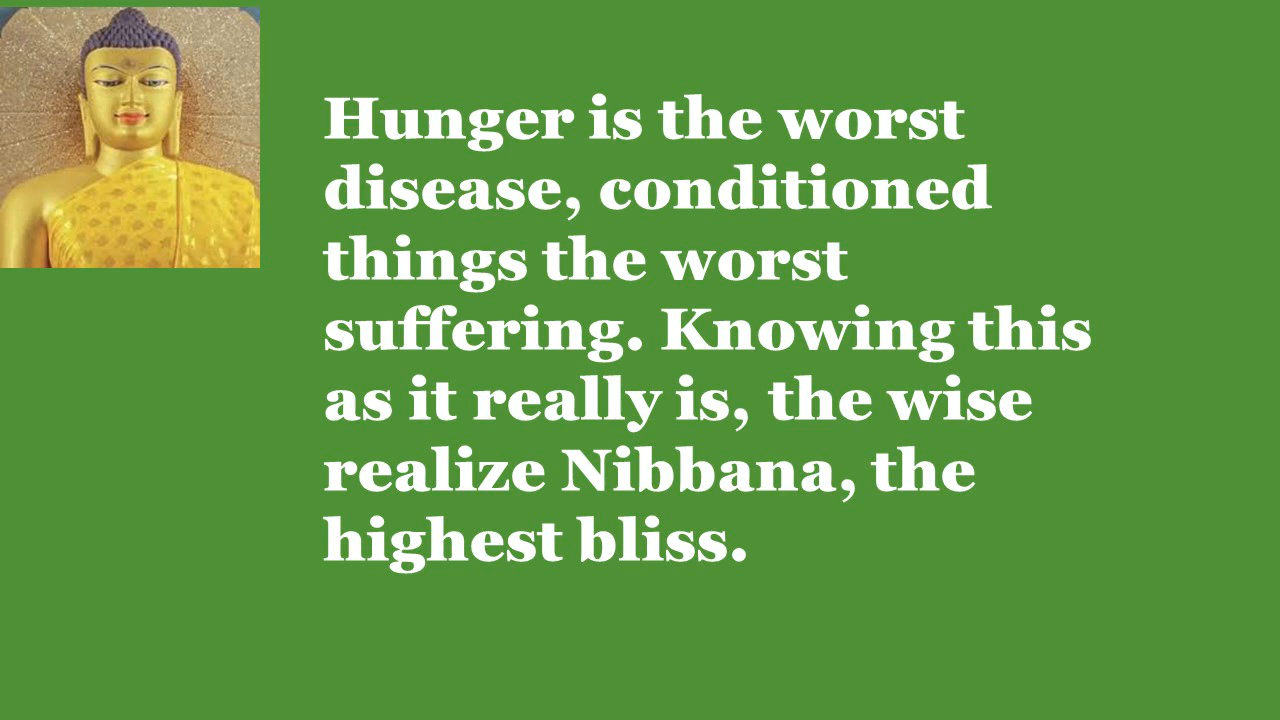 Hunger is the worst
disease, conditioned
things the worst
suffering. Knowing this
as it really is, the wise
realize Nibbana, the
highest bliss.